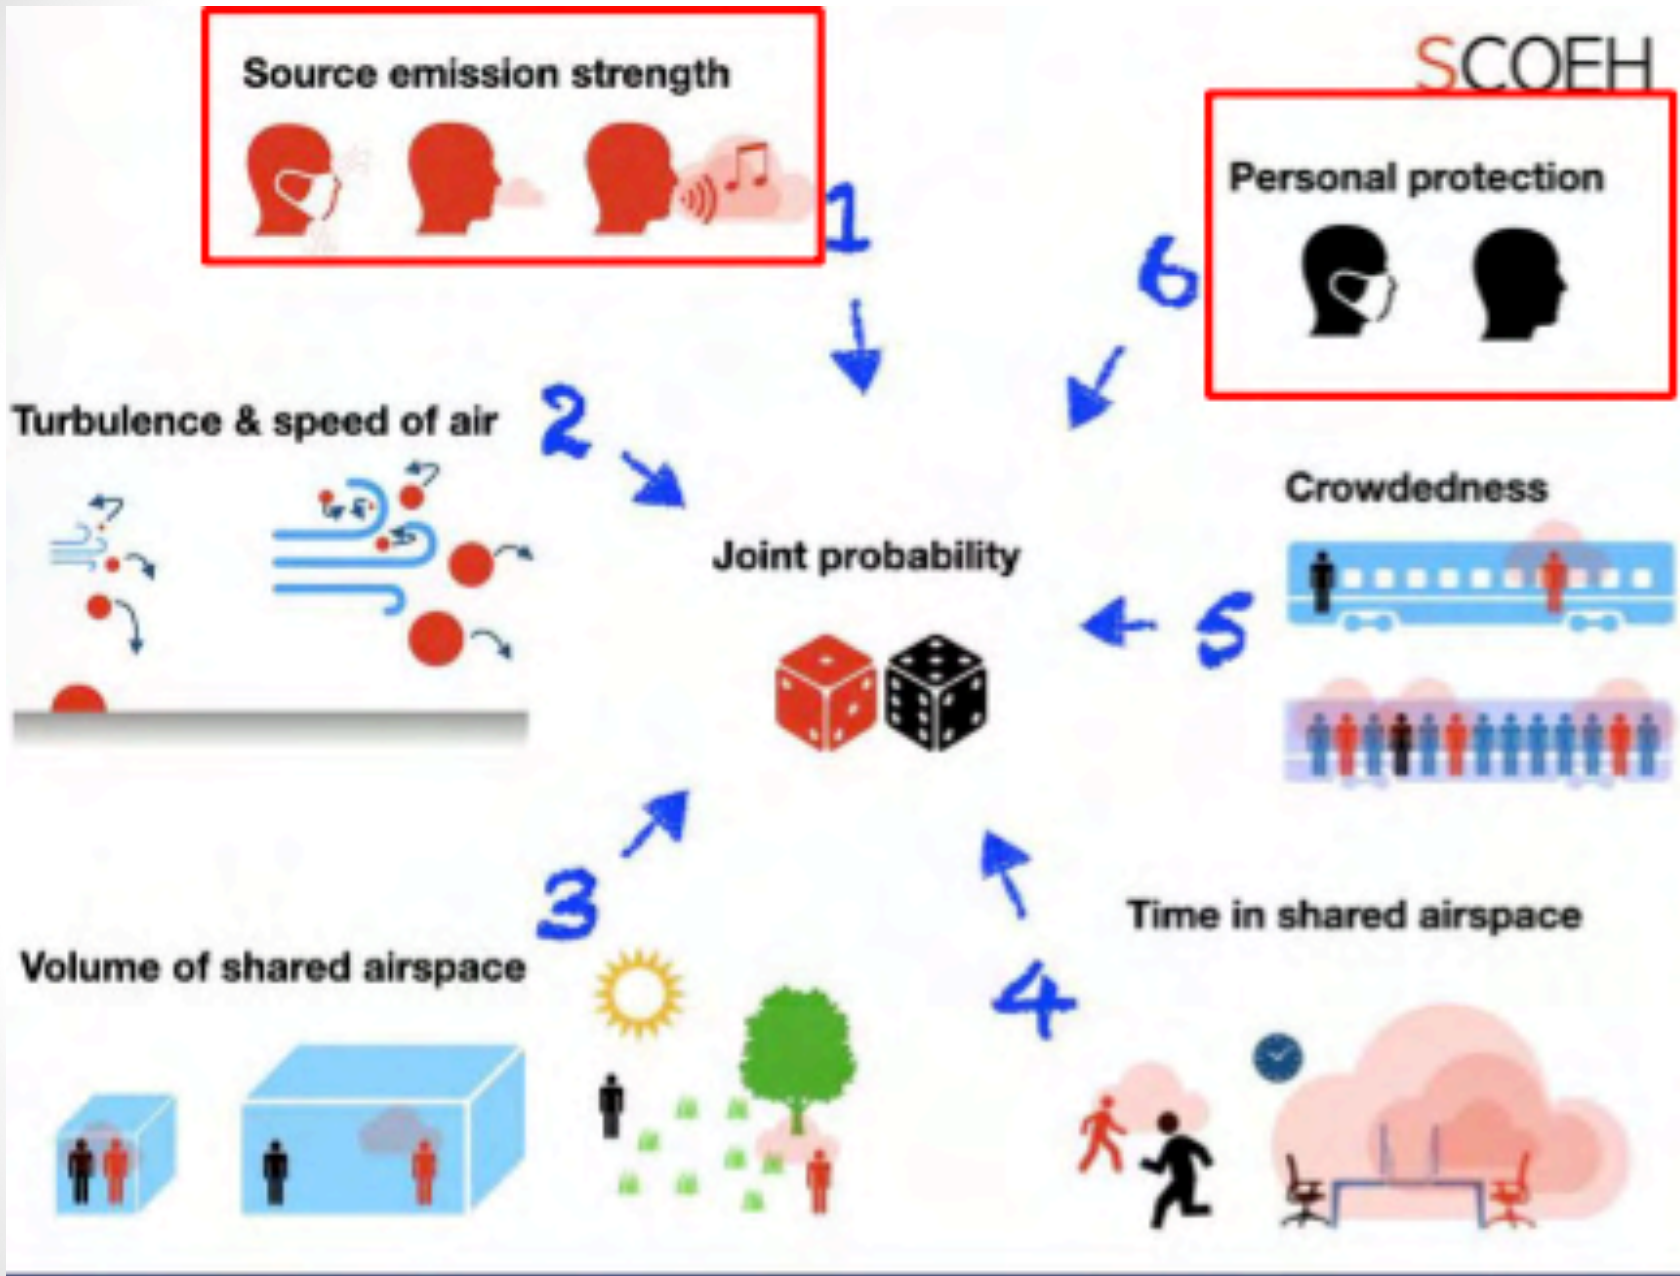 Source emission strength
SCOEH
Personal protection
1
6
Turbulence & speed of air
2
Crowdedness
Joint probability
5
3
Time in shared airspace
Volume of shared airspace
4